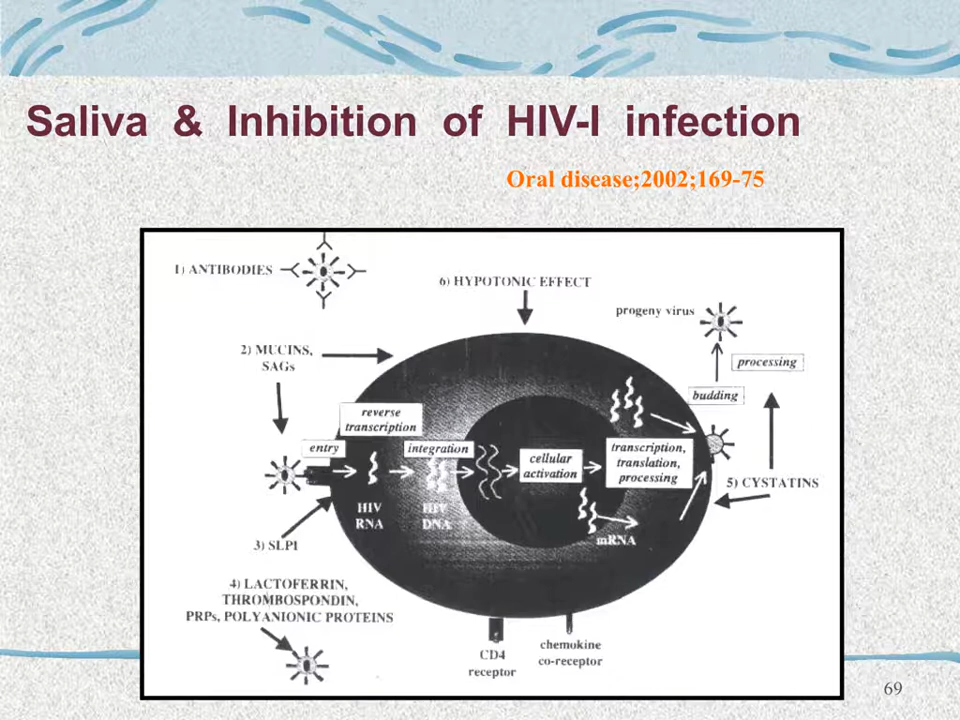 Saliva & Inhibition of HIV-I infection
Oral disease;2002;169-75
1) ANTIBODIES
6) HYPOTONIC EFFECT
progeny virus
2) MUCINS,
SAGs
processing
budding
reverse
transcription
entry
integration
cellular
activation
transcription,
translation,
processing
5) CYSTATINS
HIV
RNA
HIV
DNA
mRNA
3) SLPI
4) LACTOFERRIN,
THROMBOSPONDIN,
PRPs, POLYANIONIC PROTEINS
CD4
receptor
chemokine
co-receptor
69